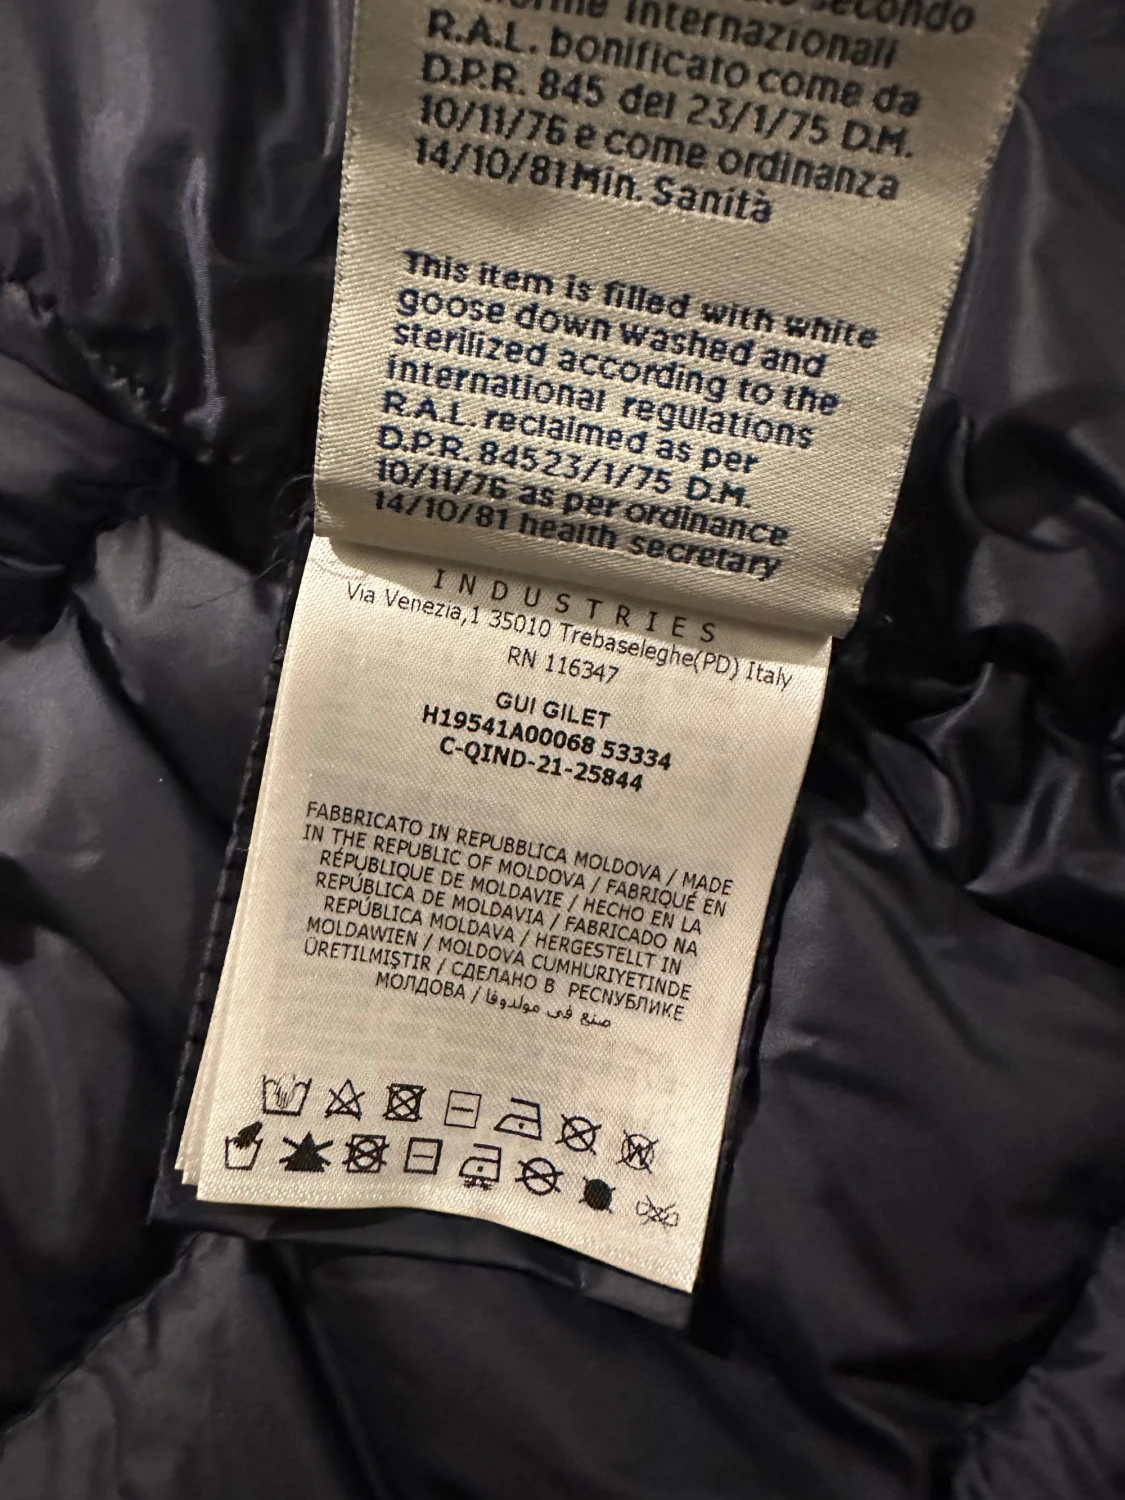 secondo
norme internazionali
R.A.L. bonificato come da
D.P.R. 845 del 23/1/75 D.M.
10/11/76 e come ordinanza
14/10/81 Min. Sanità
This item is filled with white
goose down washed and
sterilized according to the
international regulations
R.A.L. reclaimed as per
D.P.R. 845 23/1/75 D.M.
10/11/76 as per ordinance
14/10/81 health secretary
INDUSTRIES
Via Venezia,1 35010 Trebaseleghe(PD) Italy
RN 116347
GUI GILET
H19541A00068 53334
C-QIND-21-25844
FABBRICATO IN REPUBBLICA MOLDOVA / MADE
IN THE REPUBLIC OF MOLDOVA / FABRIQUÉ EN
RÉPUBLIQUE DE MOLDAVIE / HECHO EN LA
REPÚBLICA DE MOLDAVIA / FABRICADO NA
REPÚBLICA MOLDAVA / HERGESTELLT IN
MOLDAWIEN / MOLDOVA CUMHURIYETINDE
ÜRETILMIŞTIR / СДЕЛАНО В РЕСПУБЛИКЕ
МОЛДОВА / صنع في مولدوفا